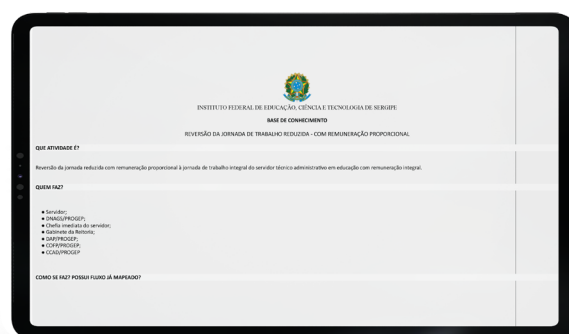 INSTITUTO FEDERAL DE EDUCAÇÃO, CIÊNCIA E TECNOLOGIA DE SERGIPE
BASE DE CONHECIMENTO
REVERSÃO DA JORNADA DE TRABALHO REDUZIDA - COM REMUNERAÇÃO PROPORCIONAL
QUE ATIVIDADE É?
Reversão da jornada reduzida com remuneração proporcional à jornada de trabalho integral do servidor técnico administrativo em educação com remuneração integral.
QUEM FAZ?
● Servidor;
● DNAGS/PROGEP;
● Chefia imediata do servidor;
● Gabinete da Reitoria;
● DAP/PROGEP;
● COFP/PROGEP;
● CCAD/PROGEP
COMO SE FAZ? POSSUI FLUXO JÁ MAPEADO?